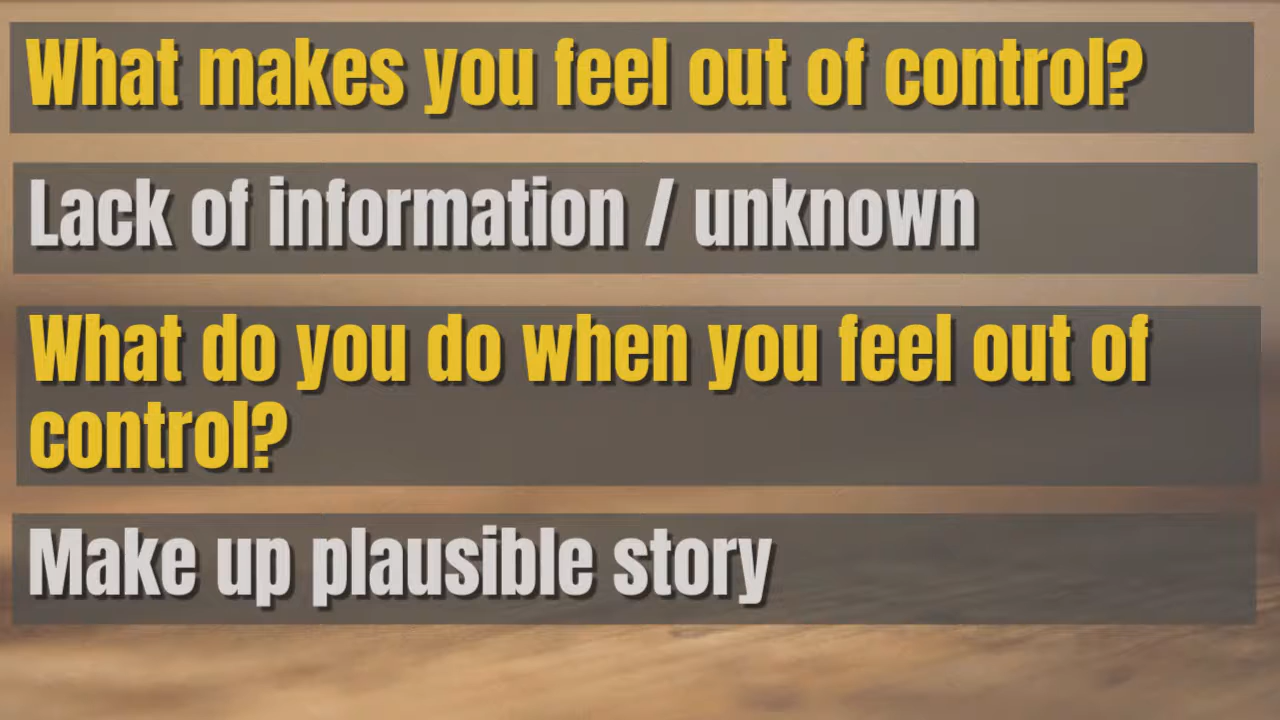 What makes you feel out of control?
Lack of information / unknown
What do you do when you feel out of
control?
Make up plausible story